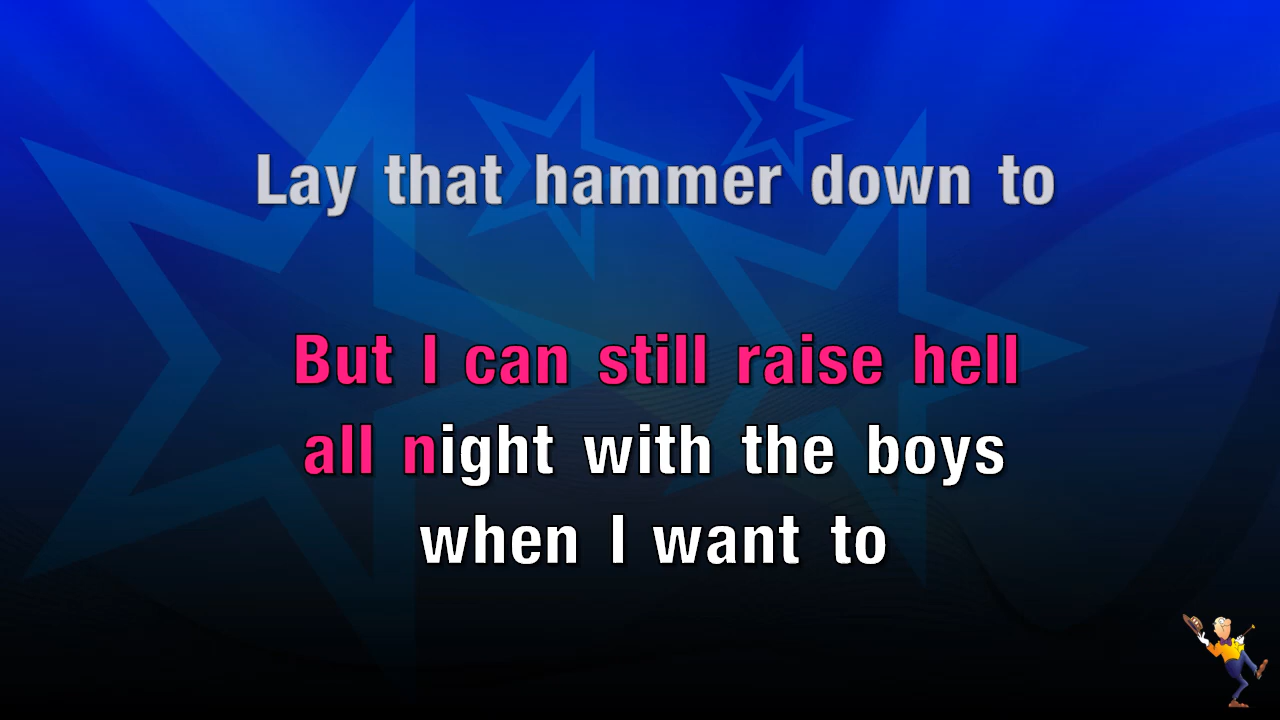 Lay that hammer down to
But I can still raise hell
all night with the boys
when I want to